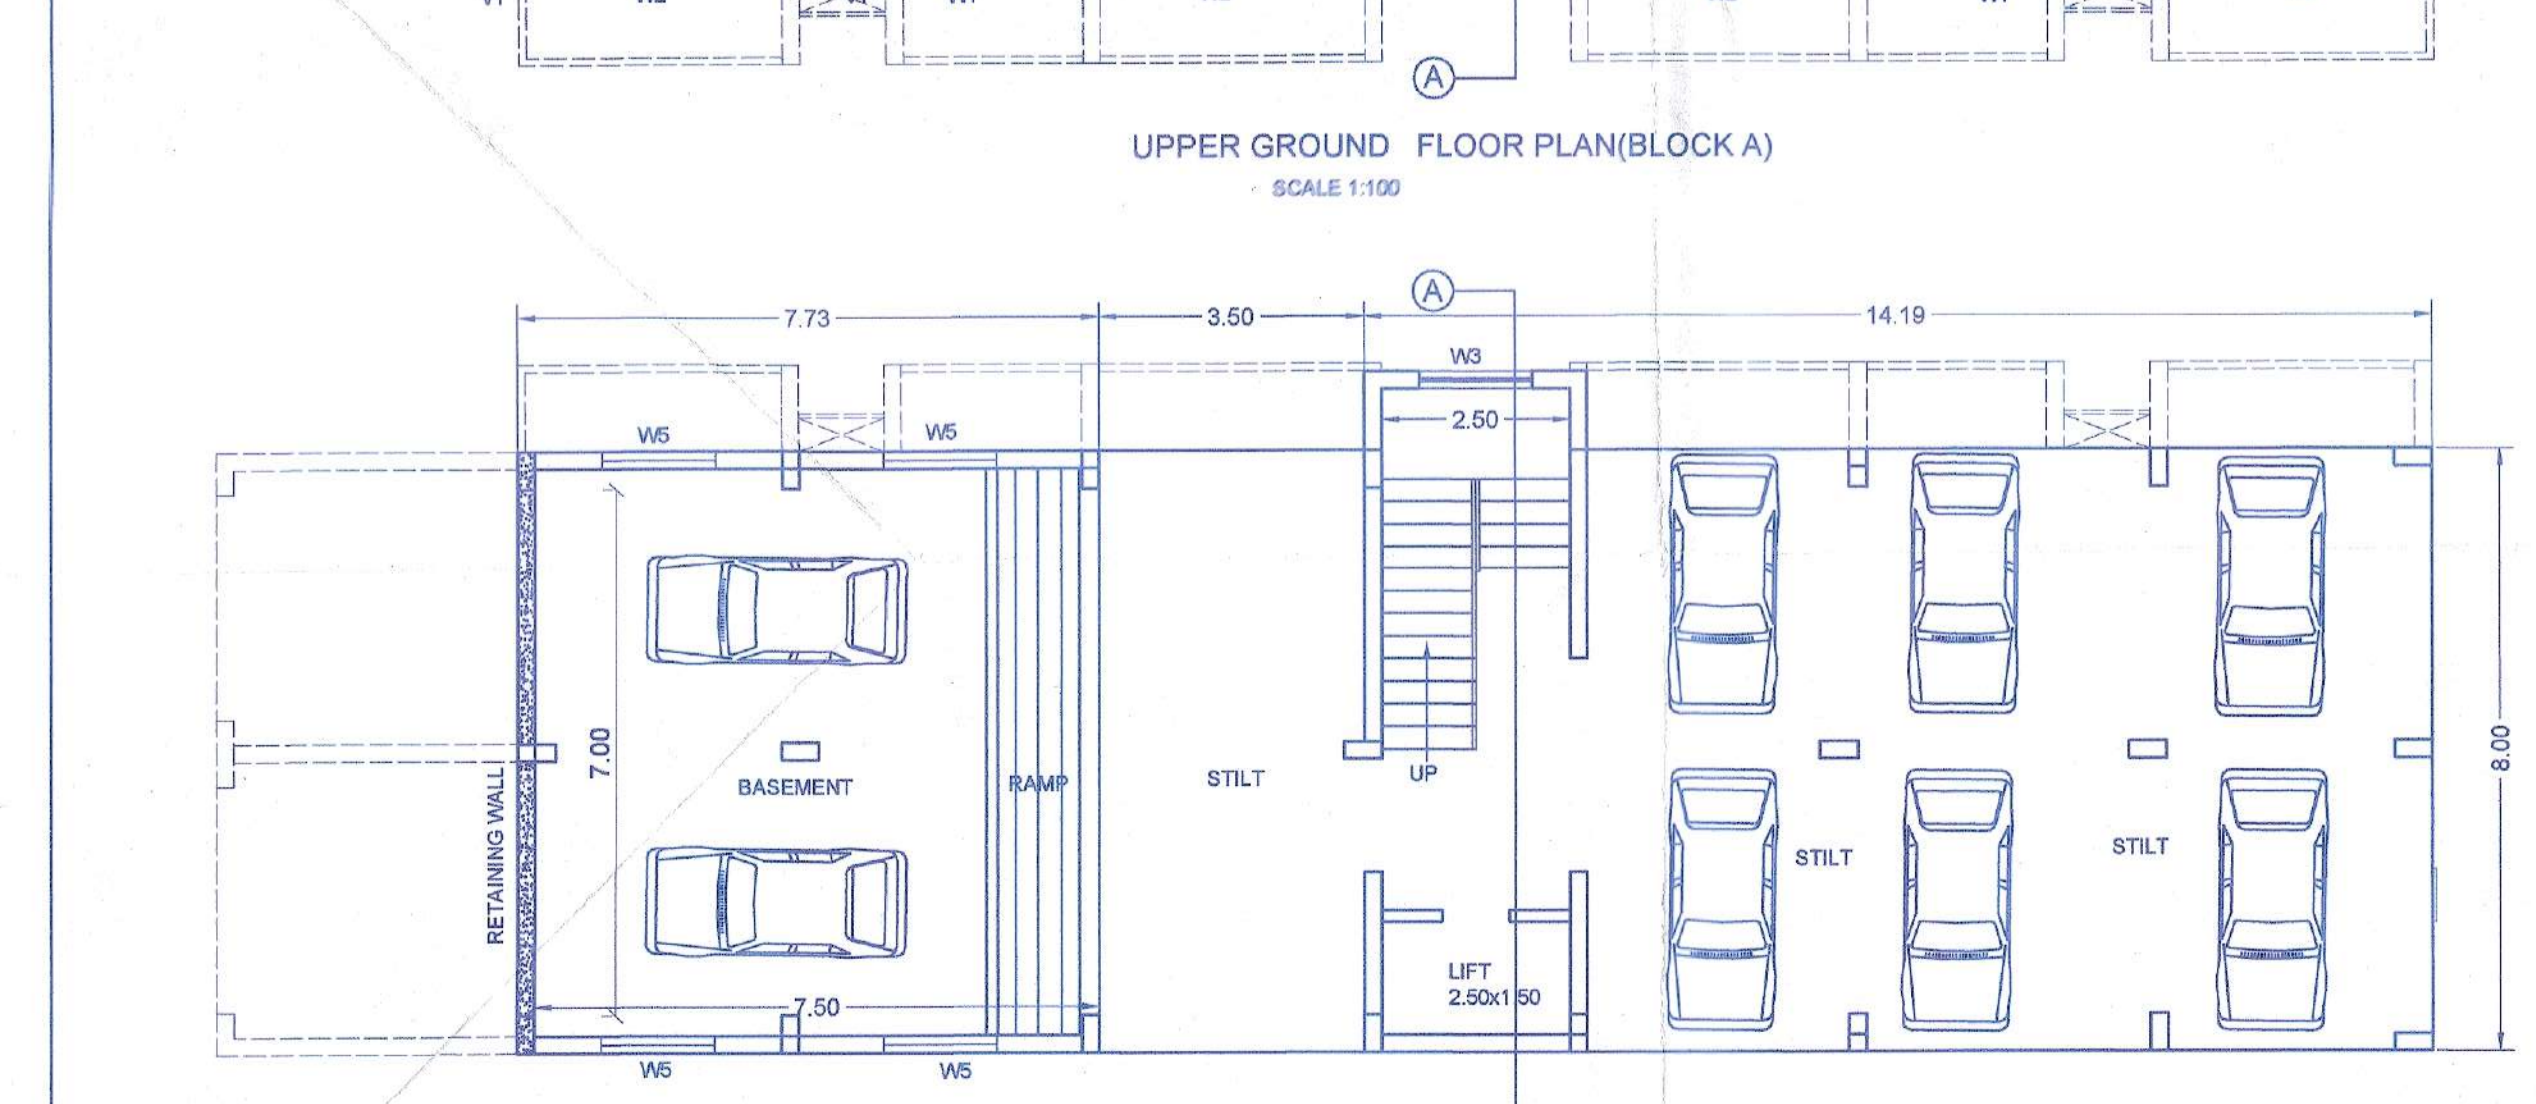 A
UPPER GROUND FLOOR PLAN(BLOCK A)
SCALE 1:100
A
7.73
3.50
14.19
W3
2.50
W5
W5
7.00
BASEMENT
RAMP
STILT
UP
STILT
STILT
8.00
RETAINING WALL
LIFT
2.50x1.50
7.50
W5
W5